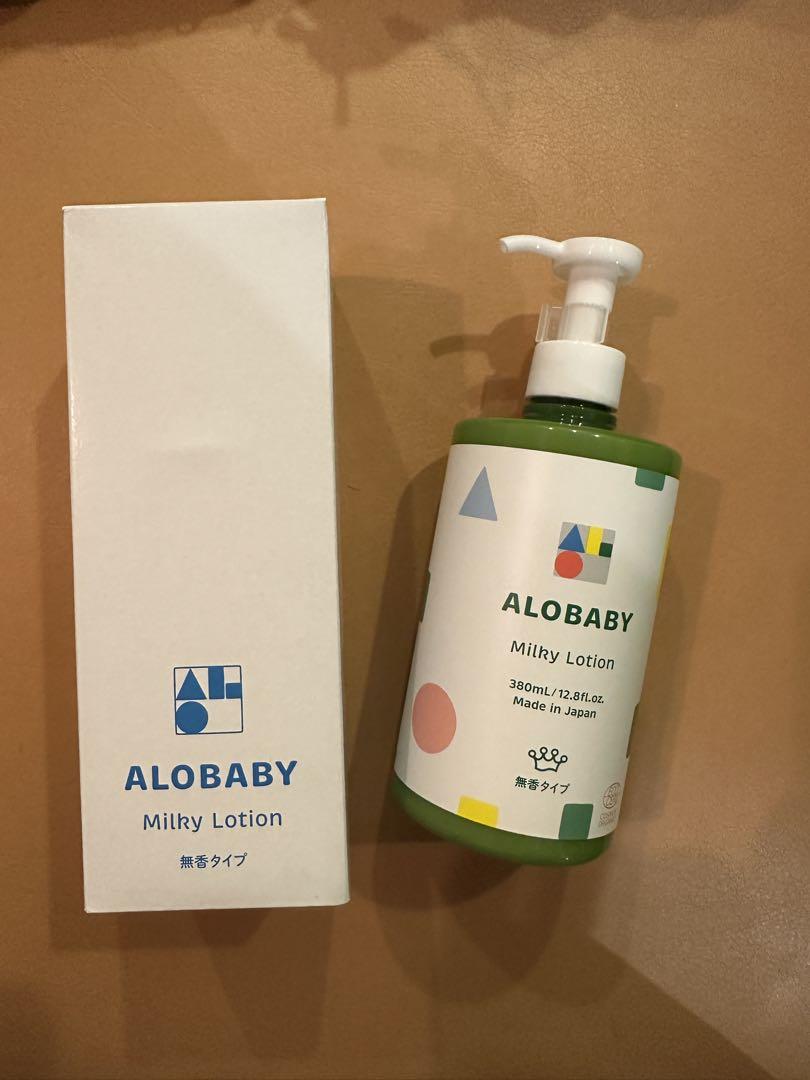 ALOBABY
Milky Lotion
無香タイプ
ALOBABY
Milky Lotion
380mL/12.8fl.oz.
Made in Japan
無香タイプ